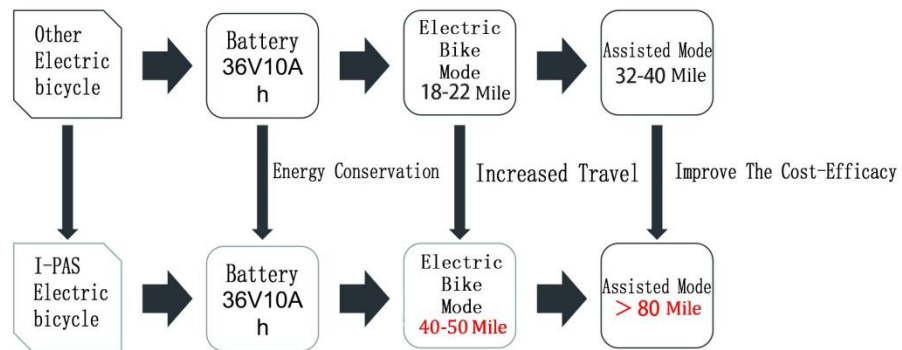 Other
Electric
bicycle
Battery
36V10A
h
Electric
Bike
Mode
18-22 Mile
Assisted Mode
32-40 Mile
Energy Conservation
Increased Travel
Improve The Cost-Efficacy
I-PAS
Electric
bicycle
Battery
36V10A
h
Electric
Bike
Mode
40-50 Mile
Assisted Mode
> 80 Mile